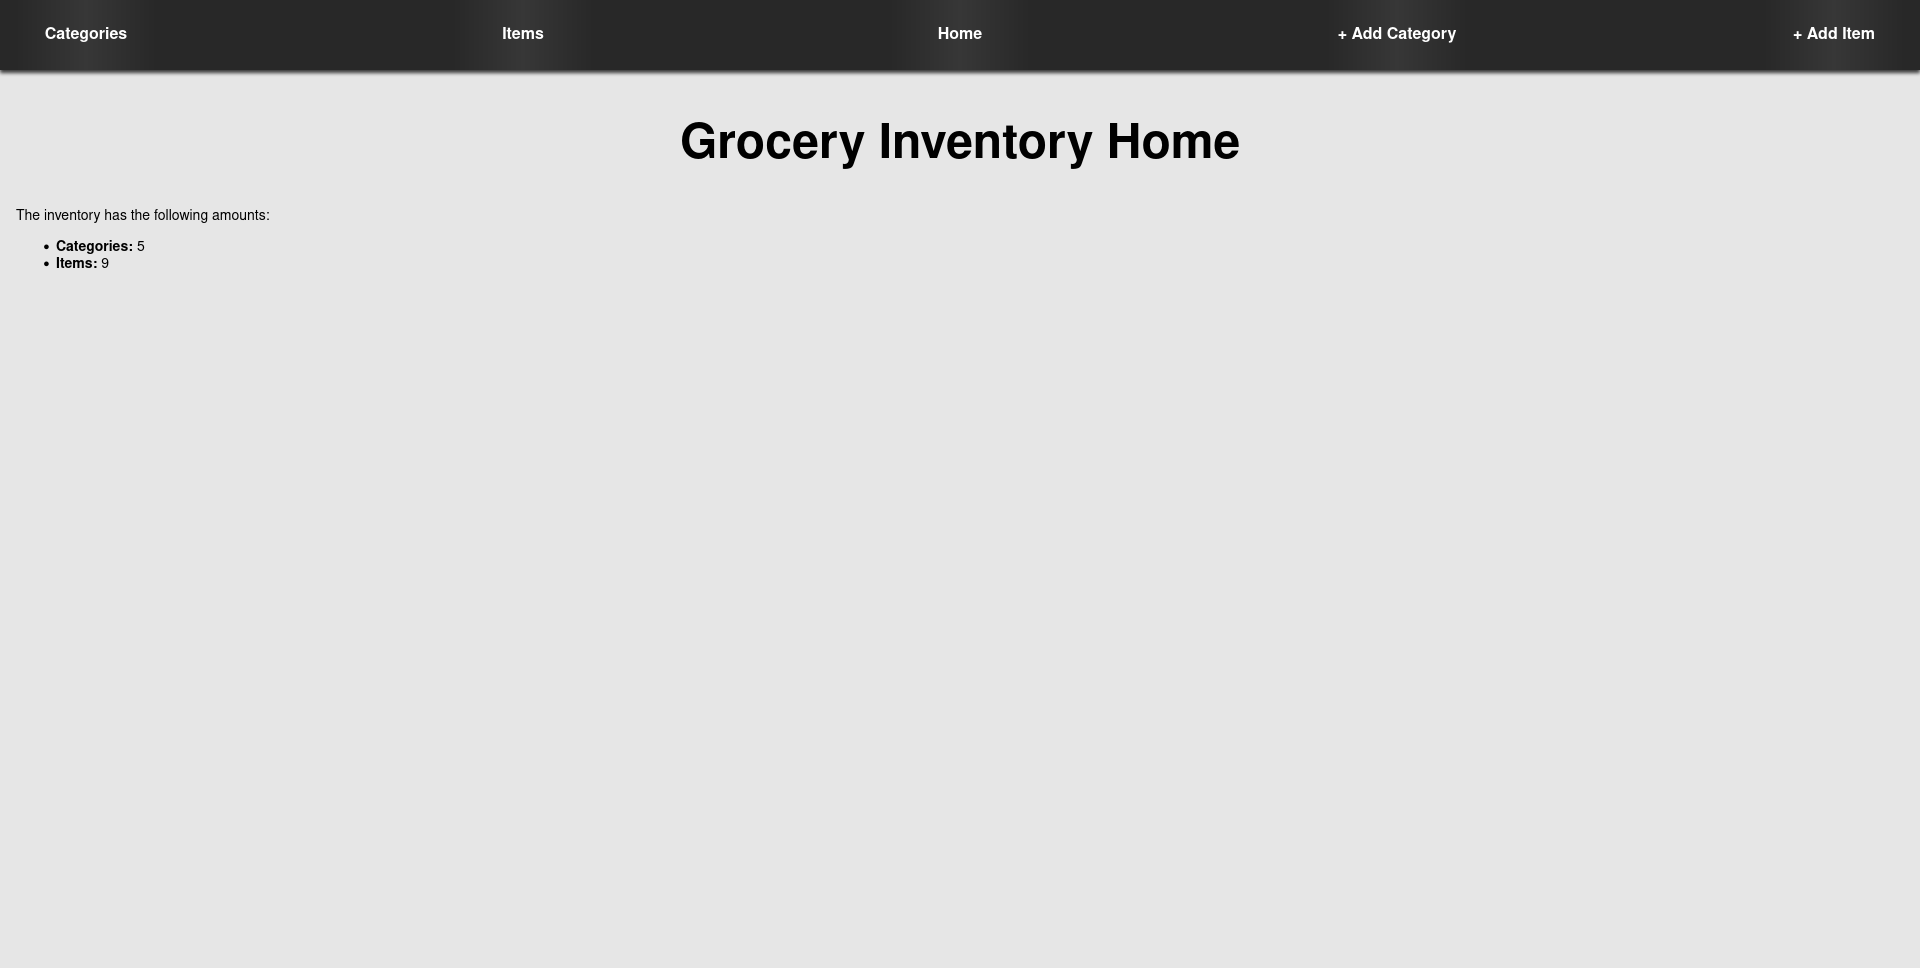 Categories Items Home + Add Category + Add Item
Grocery Inventory Home
The inventory has the following amounts:
Categories: 5
Items: 9